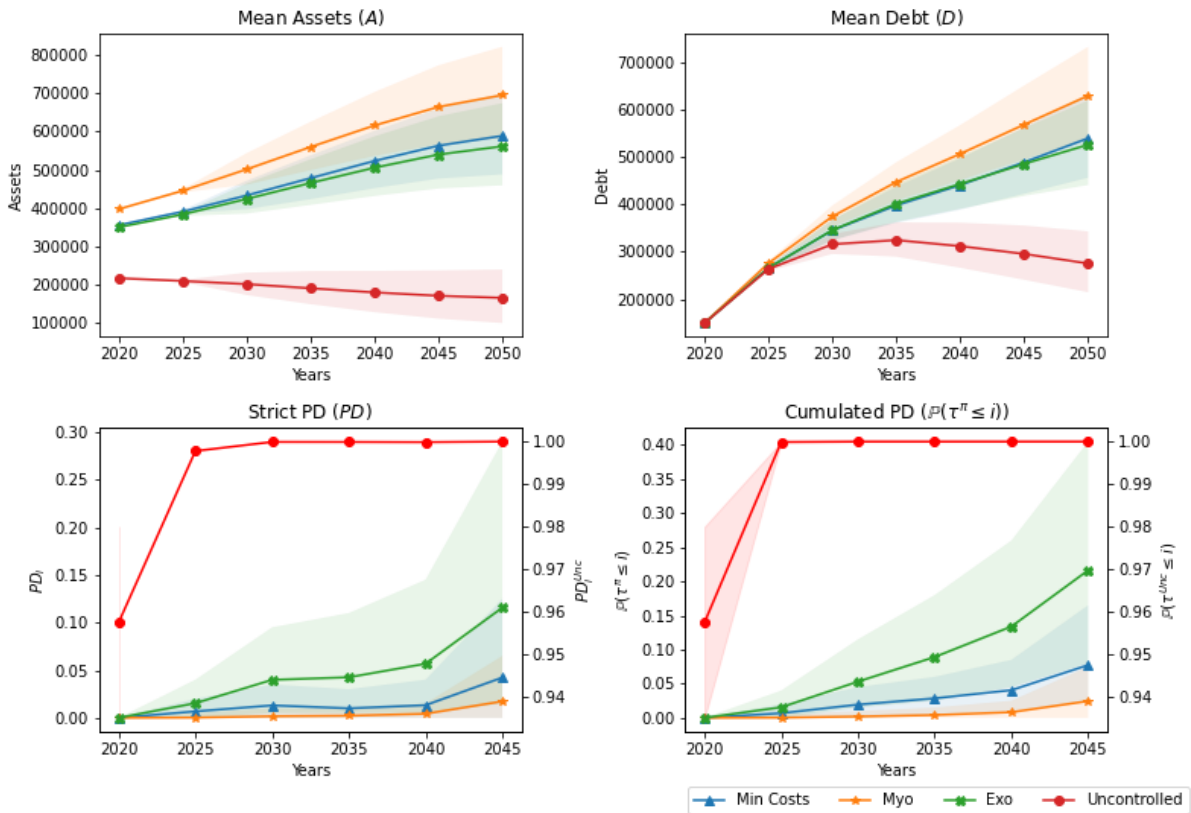 Mean Assets (A)
800000
700000
600000
500000
400000
300000
200000
100000
Assets
2020 2025 2030 2035 2040 2045 2050
Years
Mean Debt (D)
700000
600000
500000
400000
300000
200000
Debt
2020 2025 2030 2035 2040 2045 2050
Years
Strict PD (PD)
0.30
0.25
0.20
0.15
0.10
0.05
0.00
PD_i
1.00
0.99
0.98
0.97
0.96
0.95
0.94
PD_i^{Unc}
2020 2025 2030 2035 2040 2045
Years
Cumulated PD (ℙ(τ^π ≤ i))
0.40
0.35
0.30
0.25
0.20
0.15
0.10
0.05
0.00
ℙ(τ^π ≤ i)
1.00
0.99
0.98
0.97
0.96
0.95
0.94
ℙ(τ^{Unc} ≤ i)
2020 2025 2030 2035 2040 2045
Years
Min Costs Myo Exo Uncontrolled